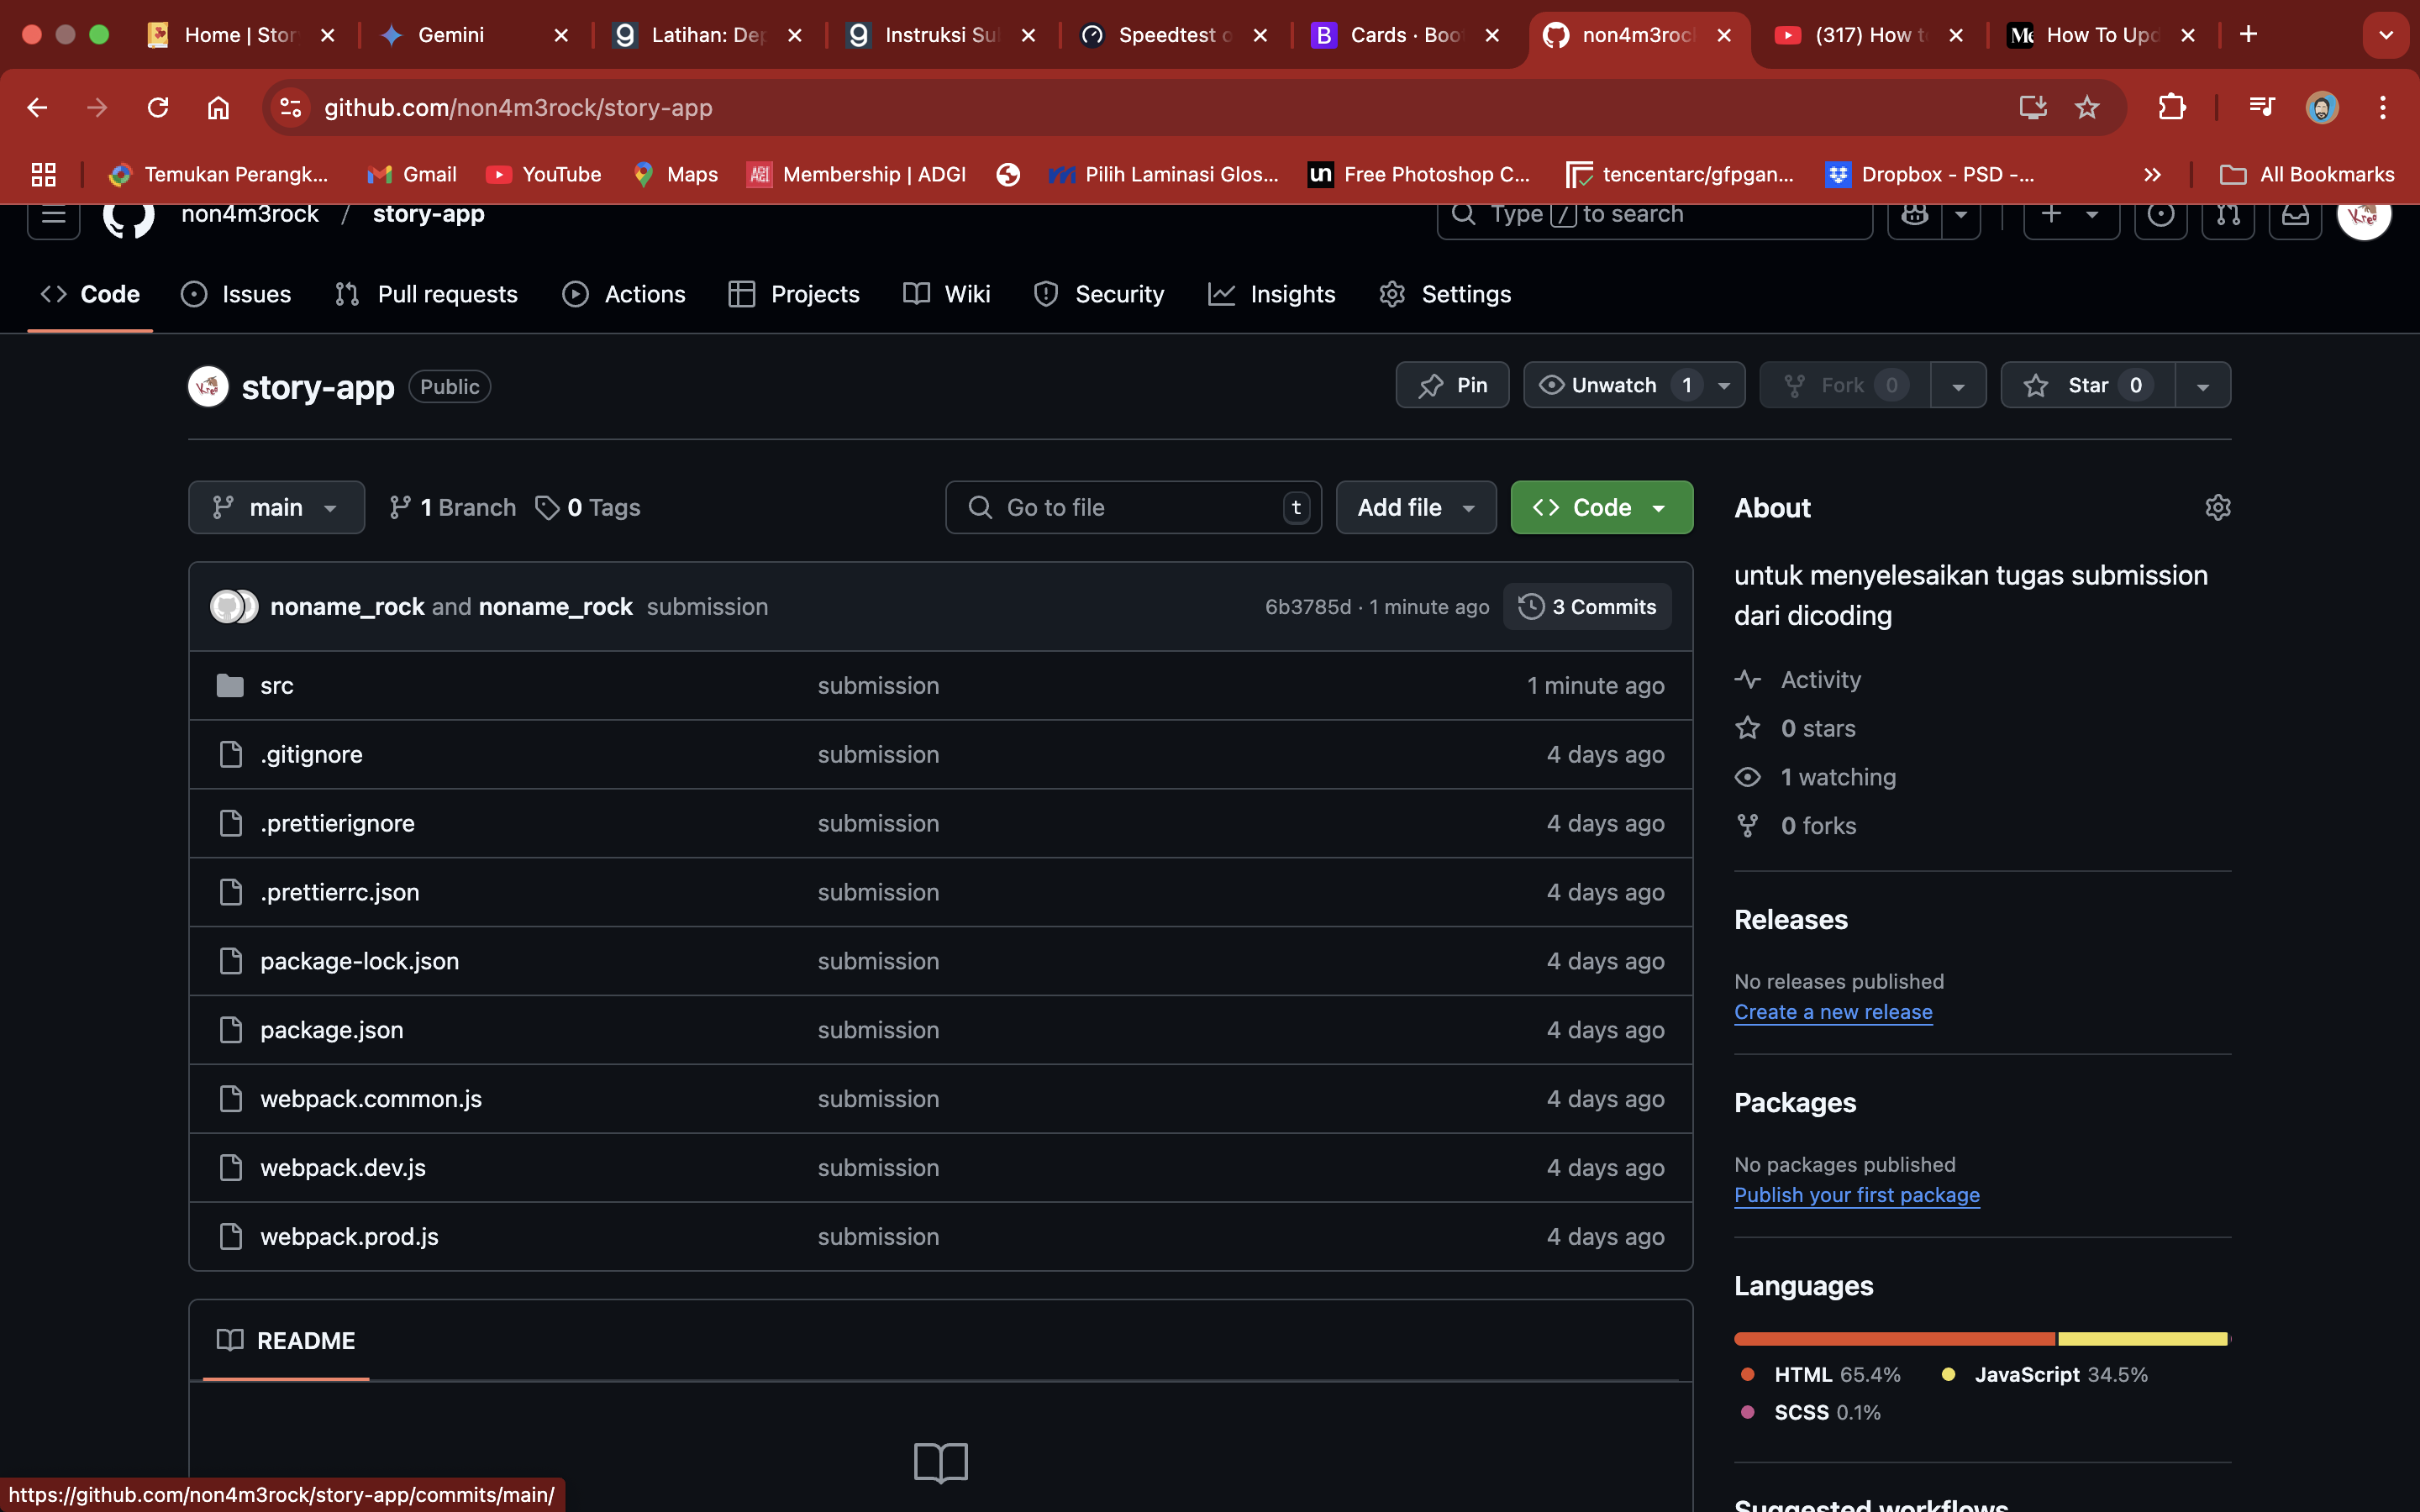 Home | Stor
Gemini
Latihan: Dep
Instruksi Sul
Speedtest o
Cards · Boot
non4m3rock
(317) How to
How To Upd
github.com/non4m3rock/story-app
Temukan Perangk...
Gmail
YouTube
Maps
Membership | ADGI
Pilih Laminasi Glos...
Free Photoshop C...
tencentarc/gfpgan...
Dropbox - PSD -...
All Bookmarks
non4m3rock / story-app
Type / to search
Code
Issues
Pull requests
Actions
Projects
Wiki
Security
Insights
Settings
story-app Public
Pin
Unwatch 1
Fork 0
Star 0
main
1 Branch
0 Tags
Go to file t
Add file
Code
noname_rock and noname_rock submission 6b3785d · 1 minute ago 3 Commits
src submission 1 minute ago
.gitignore submission 4 days ago
.prettierignore submission 4 days ago
.prettierrc.json submission 4 days ago
package-lock.json submission 4 days ago
package.json submission 4 days ago
webpack.common.js submission 4 days ago
webpack.dev.js submission 4 days ago
webpack.prod.js submission 4 days ago
README
About
untuk menyelesaikan tugas submission
dari dicoding
Activity
0 stars
1 watching
0 forks
Releases
No releases published
Create a new release
Packages
No packages published
Publish your first package
Languages
HTML 65.4% JavaScript 34.5%
SCSS 0.1%
Suggested workflows
https://github.com/non4m3rock/story-app/commits/main/